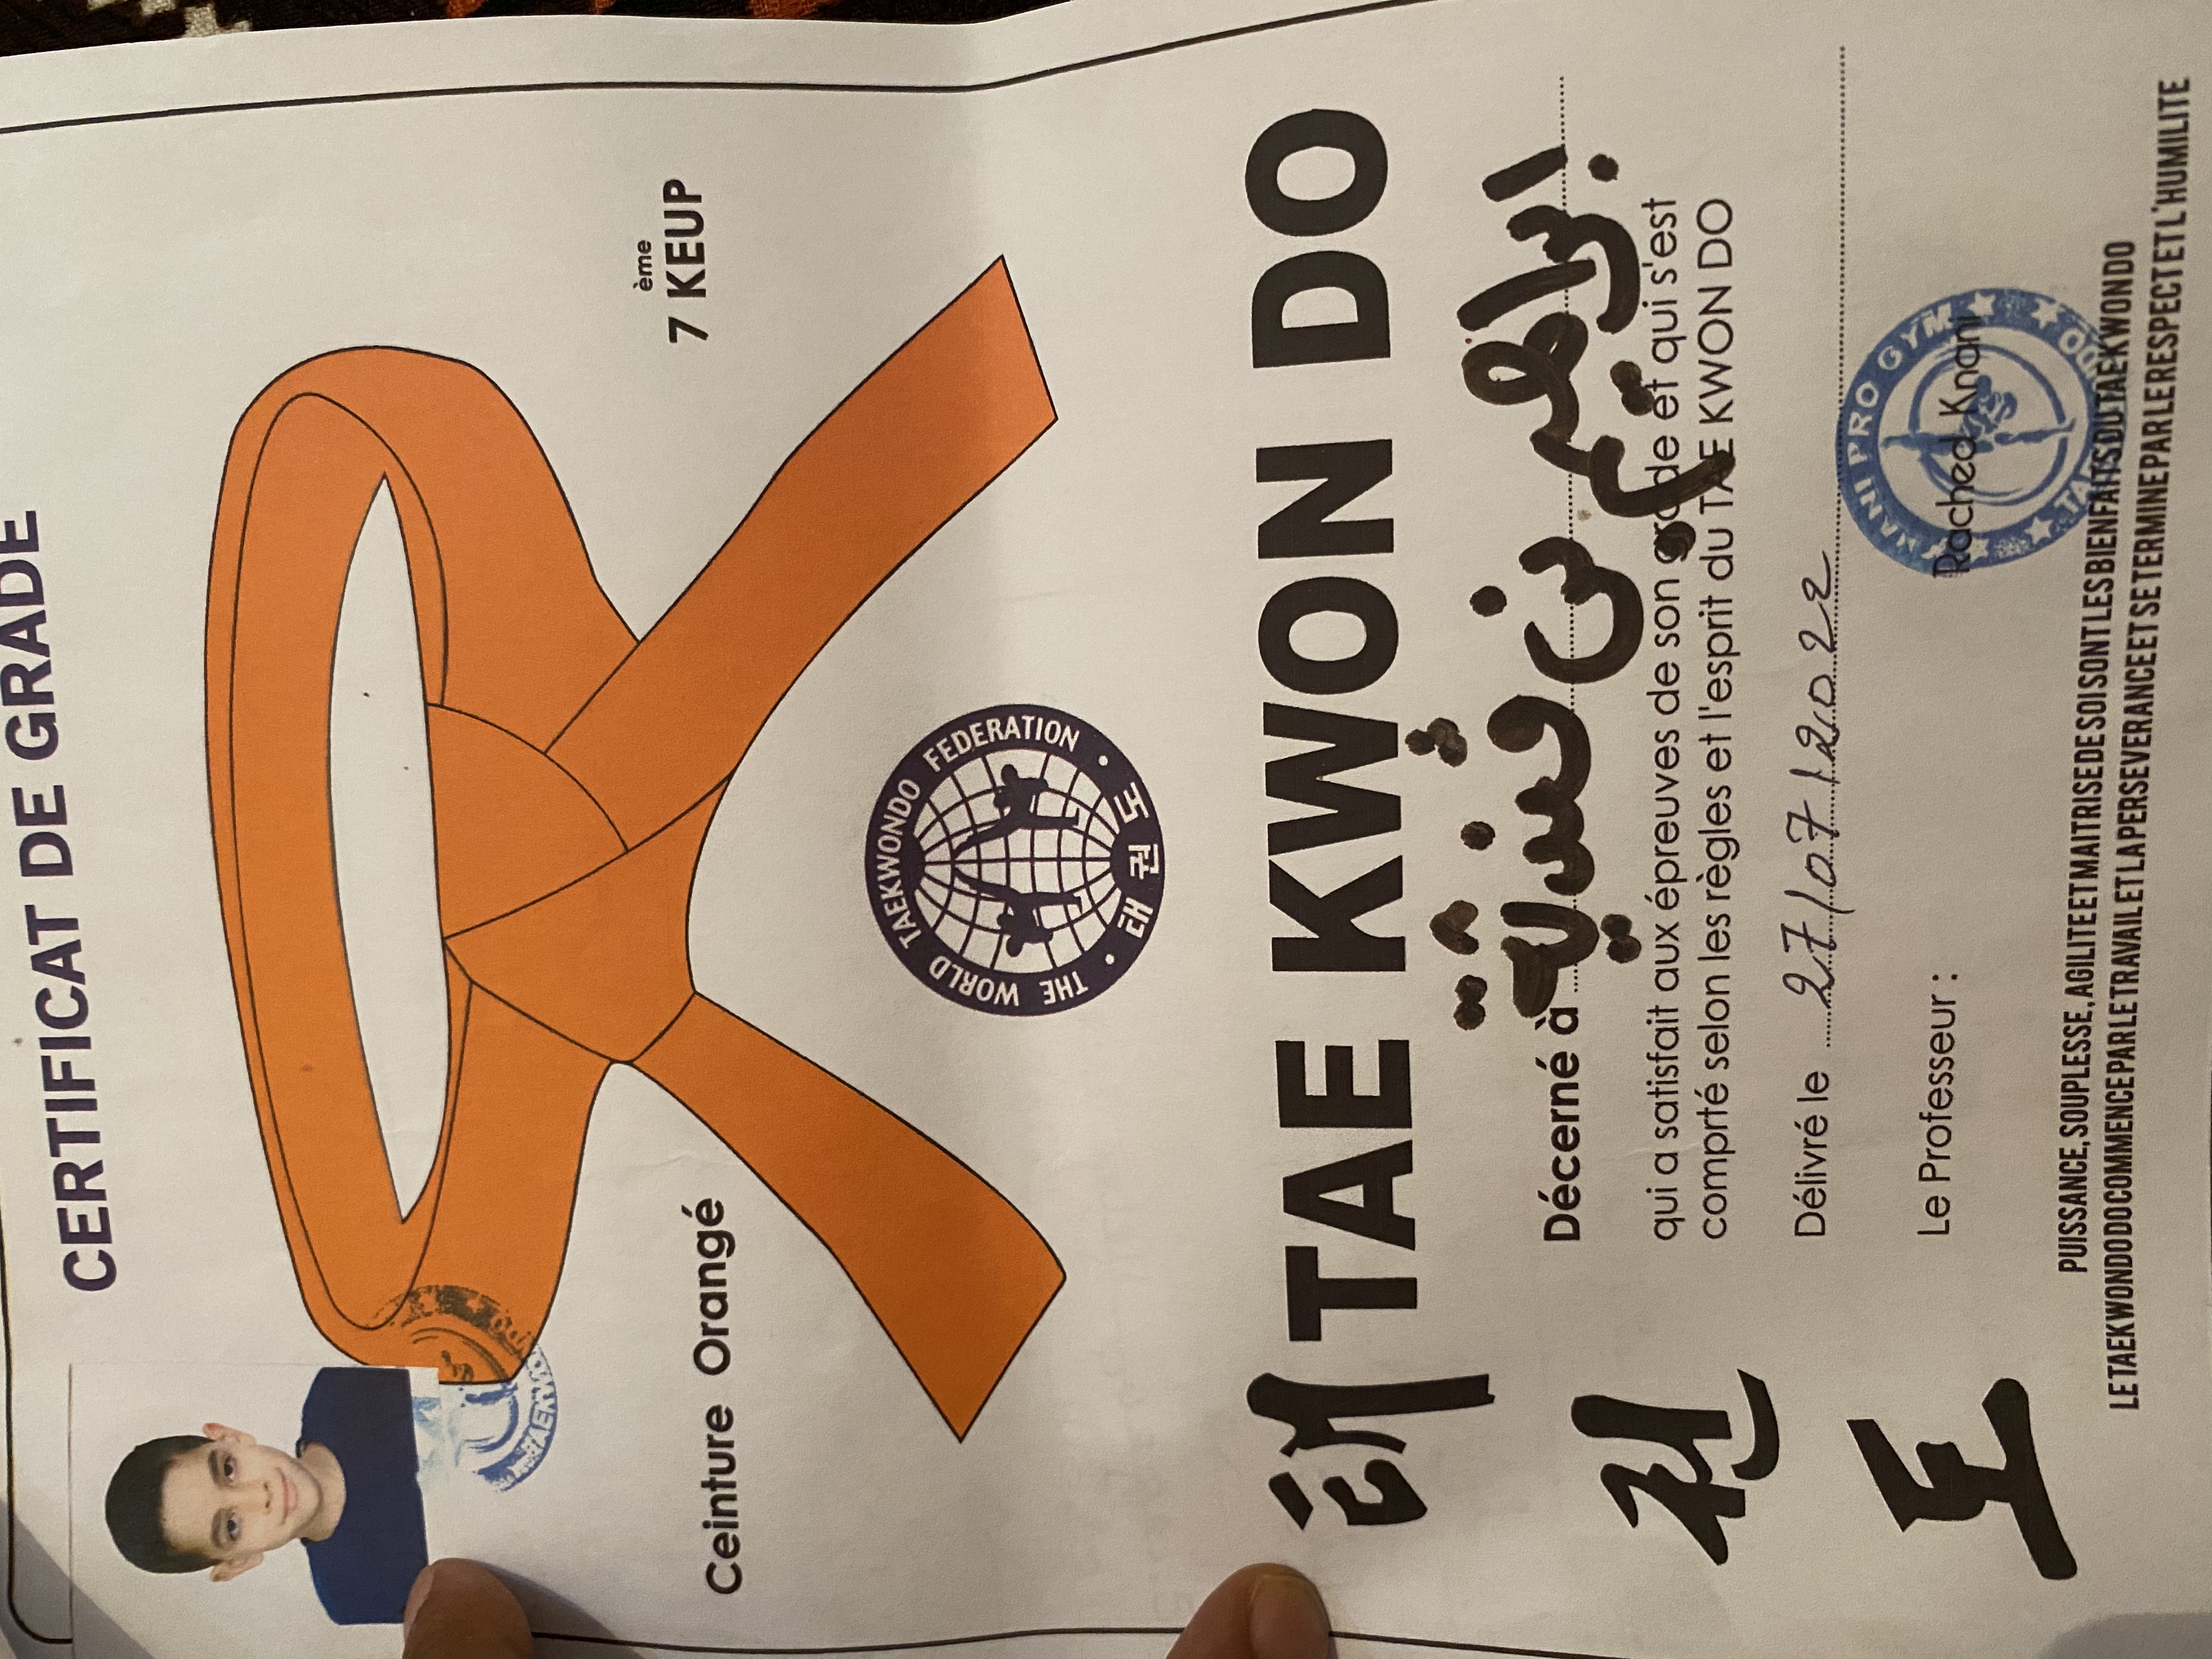 CERTIFICAT DE GRADE
7ème KEUP
Ceinture Orangé
THE WORLD TAEKWONDO FEDERATION
태권도
TAE KWON DO
태
권
도
Décerné à
ابراهيم بن
qui a satisfait aux épreuves de son grade et qui s'est
comprté selon les règles et l'esprit du TAE KWON DO
Délivré le 27/07/2022
Le Professeur :
Rached Knani
PRO GYM
PUISSANCE, SOUPLESSE, AGILITE ET MAITRISE DE SOI SONT LES BIENFAITS DU TAEKWONDO
LE TAEKWONDO DO COMMENCE PAR LE TRAVAIL ET LA PERSEVERANCE ET SE TERMINE PAR LE RESPECT ET L'HUMILITE